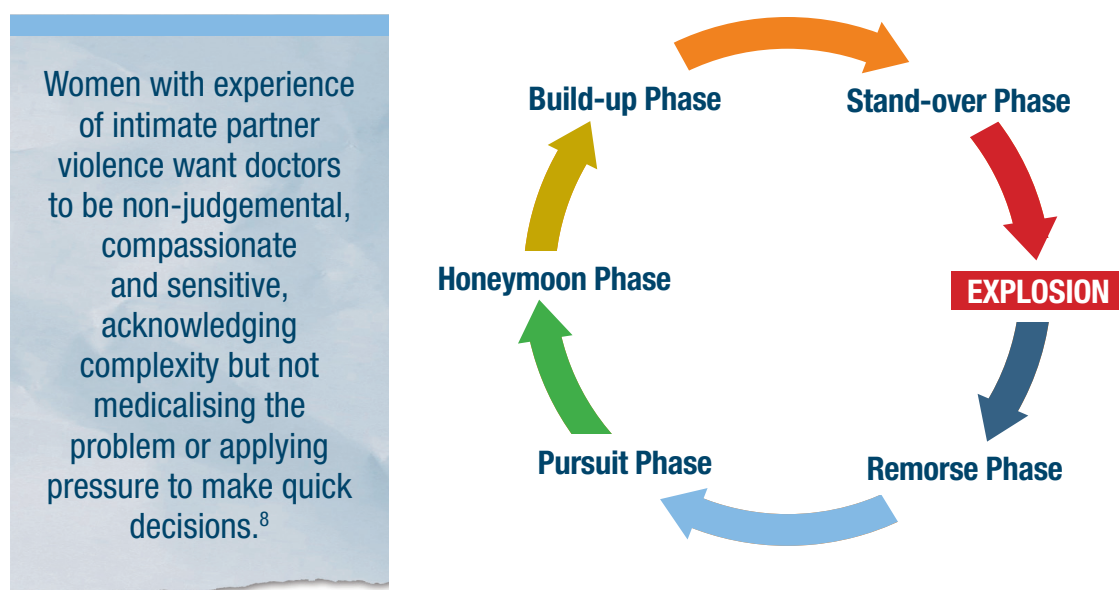 Women with experience
of intimate partner
violence want doctors
to be non-judgemental,
compassionate
and sensitive,
acknowledging
complexity but not
medicalising the
problem or applying
pressure to make quick
decisions.8
Build-up Phase
Stand-over Phase
EXPLOSION
Remorse Phase
Pursuit Phase
Honeymoon Phase